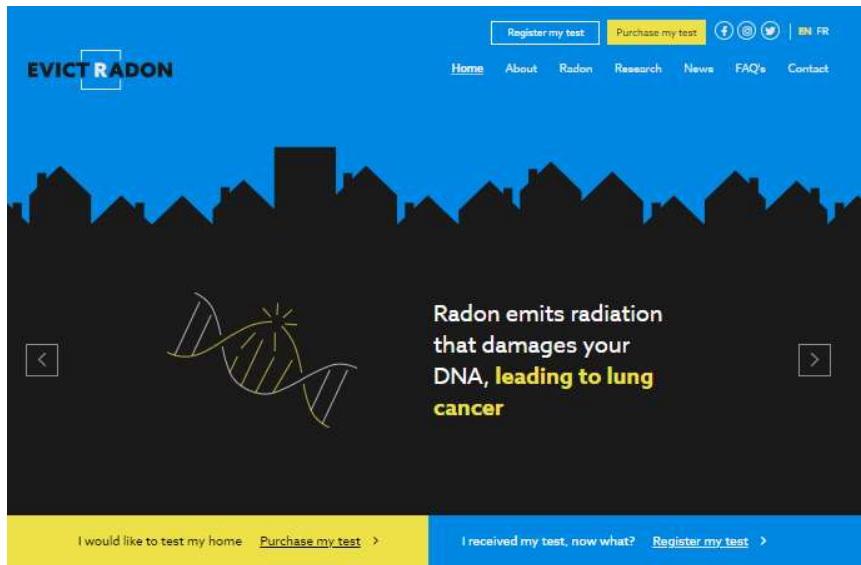 Register my test
Purchase my test
EN FR
EVICT RADON
Home About Radon Research News FAQ's Contact
Radon emits radiation
that damages your
DNA, leading to lung
cancer
I would like to test my home Purchase my test >
I received my test, now what? Register my test >